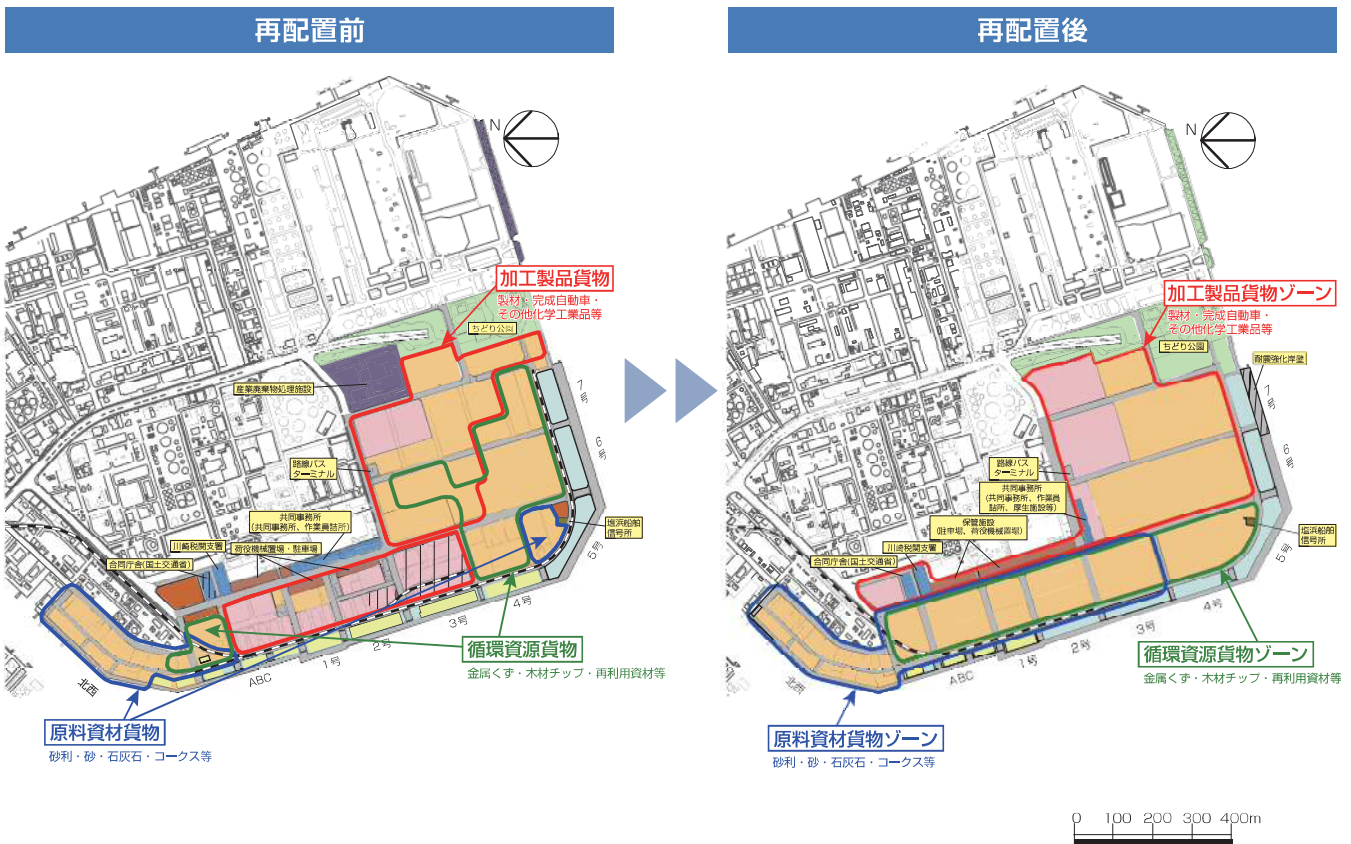 再配置前
N
加工製品貨物
製材・完成自動車・
その他化学工業品等
ちどり公園
産業廃棄物処理施設
路線バス
ターミナル
共同事務所
(共同事務所、作業員詰所)
川崎税関支署
荷役機械置場・駐車場
合同庁舎(国土交通省)
塩浜船舶
信号所
7号
6号
5号
4号
3号
2号
1号
ABC
北西
循環資源貨物
金属くず・木材チップ・再利用資材等
原料資材貨物
砂利・砂・石灰石・コークス等
再配置後
N
加工製品貨物ゾーン
製材・完成自動車・
その他化学工業品等
ちどり公園
耐震強化岸壁
路線バス
ターミナル
共同事務所
(共同事務所、作業員
詰所、厚生施設等)
保管施設
(駐車場、荷役機械置場)
川崎税関支署
合同庁舎(国土交通省)
塩浜船舶
信号所
7号
6号
5号
4号
3号
2号
1号
ABC
北西
循環資源貨物ゾーン
金属くず・木材チップ・再利用資材等
原料資材貨物ゾーン
砂利・砂・石灰石・コークス等
0 100 200 300 400m